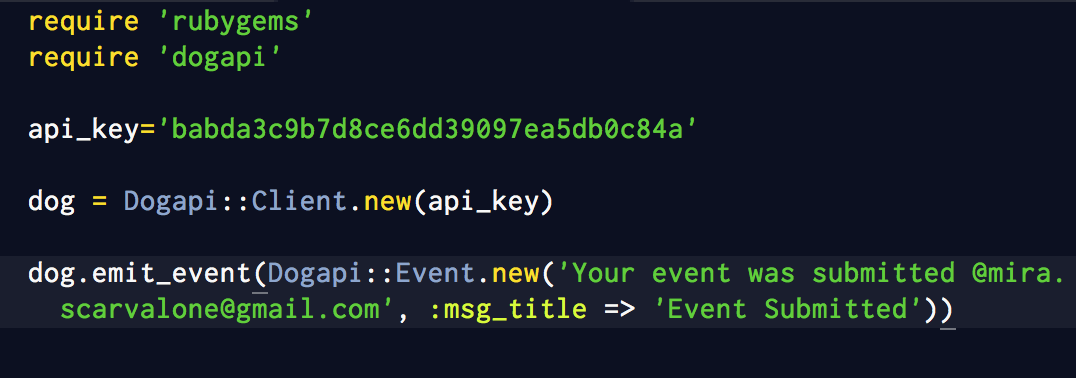 require 'rubygems'
require 'dogapi'
api_key='babda3c9b7d8ce6dd39097ea5db0c84a'
dog = Dogapi::Client.new(api_key)
dog.emit_event(Dogapi::Event.new('Your event was submitted @mira.
scarvalone@gmail.com', :msg_title => 'Event Submitted'))